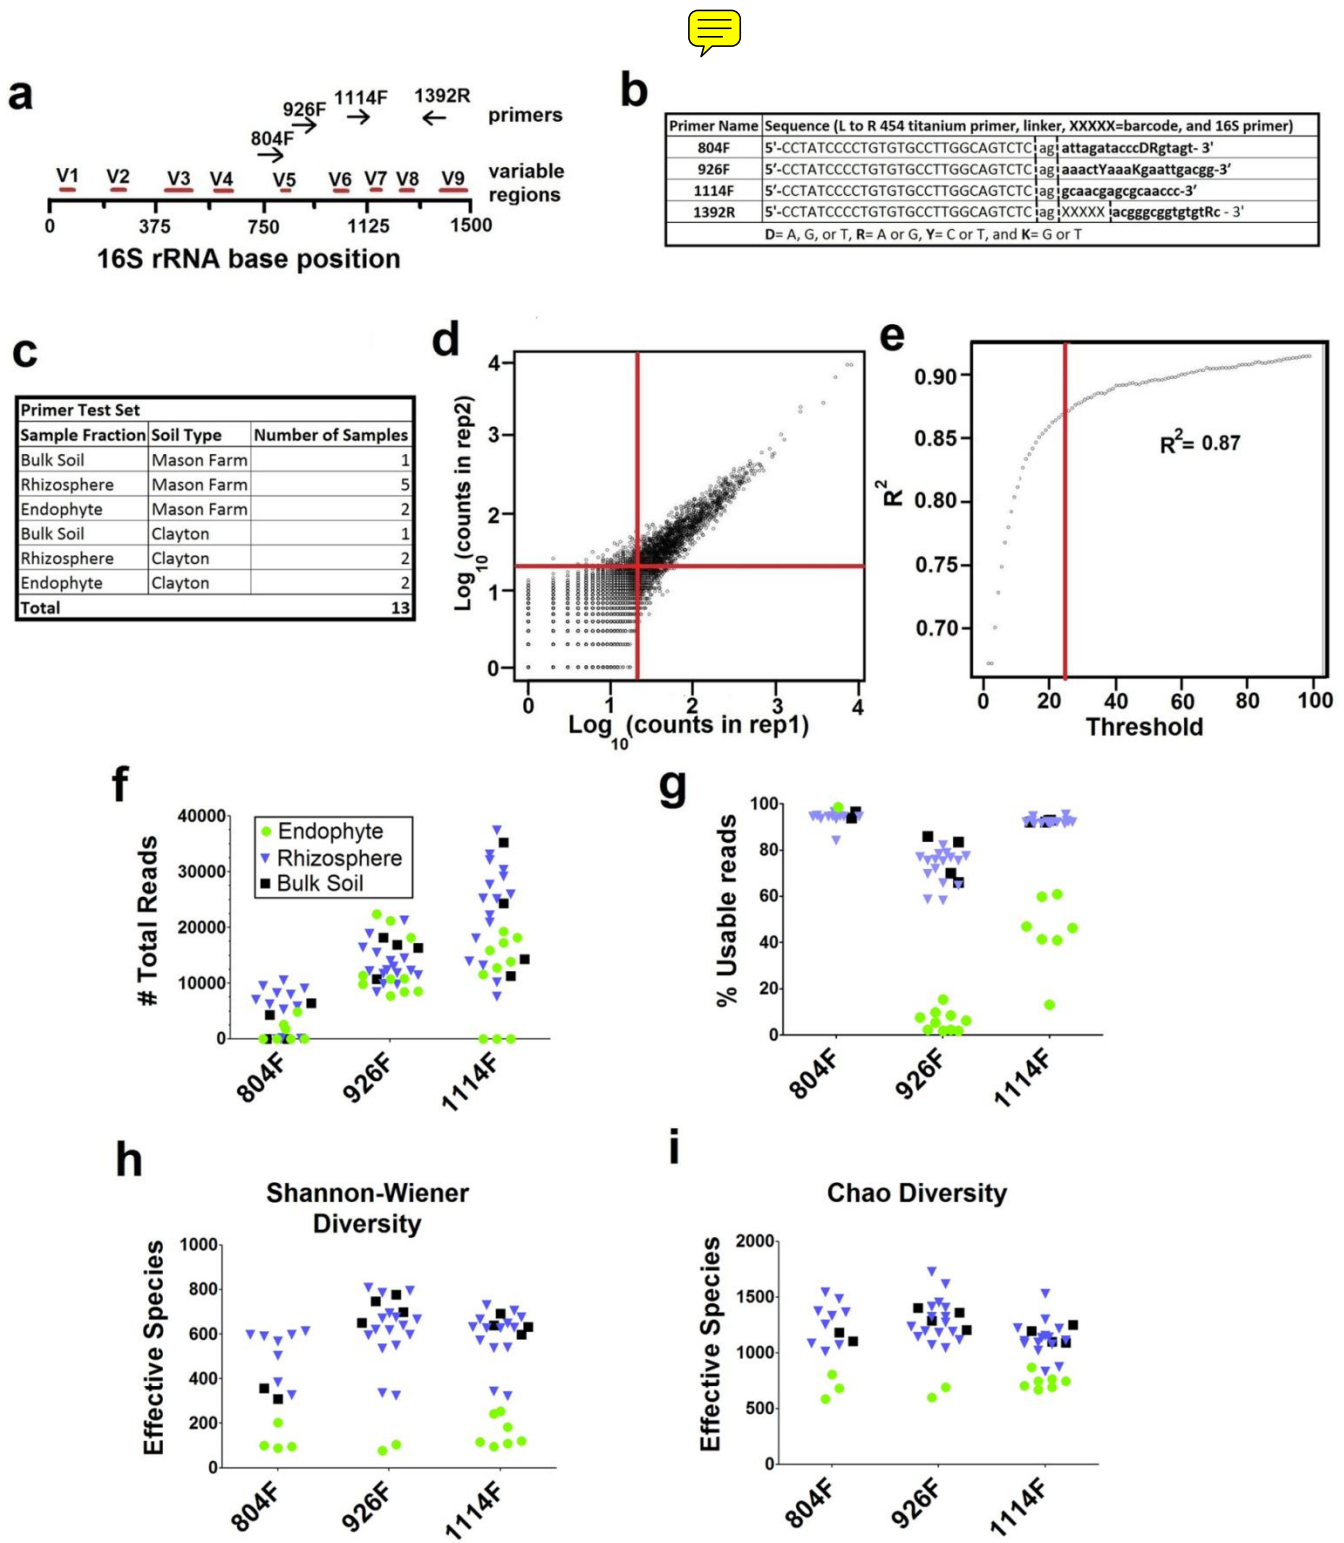 a
804F
926F
1114F
1392R
primers
V1 V2 V3 V4 V5 V6 V7 V8 V9
variable regions
0 375 750 1125 1500
16S rRNA base position
b
Primer Name Sequence (L to R 454 titanium primer, linker, XXXXX=barcode, and 16S primer)
804F 5'-CCTATCCCCTGTGTGCCTTGGCAGTCTC ag attagatacccDRgtagt- 3'
926F 5'-CCTATCCCCTGTGTGCCTTGGCAGTCTC ag aaactYaaaKgaattgacgg-3'
1114F 5'-CCTATCCCCTGTGTGCCTTGGCAGTCTC ag gcaacgagcgcaaccc-3'
1392R 5'-CCTATCCCCTGTGTGCCTTGGCAGTCTC ag XXXXX acgggcggtgtgtRc - 3'
D= A, G, or T, R= A or G, Y= C or T, and K= G or T
c
Primer Test Set
Sample Fraction Soil Type Number of Samples
Bulk Soil Mason Farm 1
Rhizosphere Mason Farm 5
Endophyte Mason Farm 2
Bulk Soil Clayton 1
Rhizosphere Clayton 2
Endophyte Clayton 2
Total 13
d
4
3
2
1
0
Log10(counts in rep2)
0 1 2 3 4
Log10(counts in rep1)
e
0.90
0.85
0.80
0.75
0.70
R2
R2= 0.87
0 20 40 60 80 100
Threshold
f
40000
30000
20000
10000
0
# Total Reads
Endophyte
Rhizosphere
Bulk Soil
804F 926F 1114F
g
100
80
60
40
20
0
% Usable reads
804F 926F 1114F
h
Shannon-Wiener
Diversity
1000
800
600
400
200
0
Effective Species
804F 926F 1114F
i
Chao Diversity
2000
1500
1000
500
0
Effective Species
804F 926F 1114F